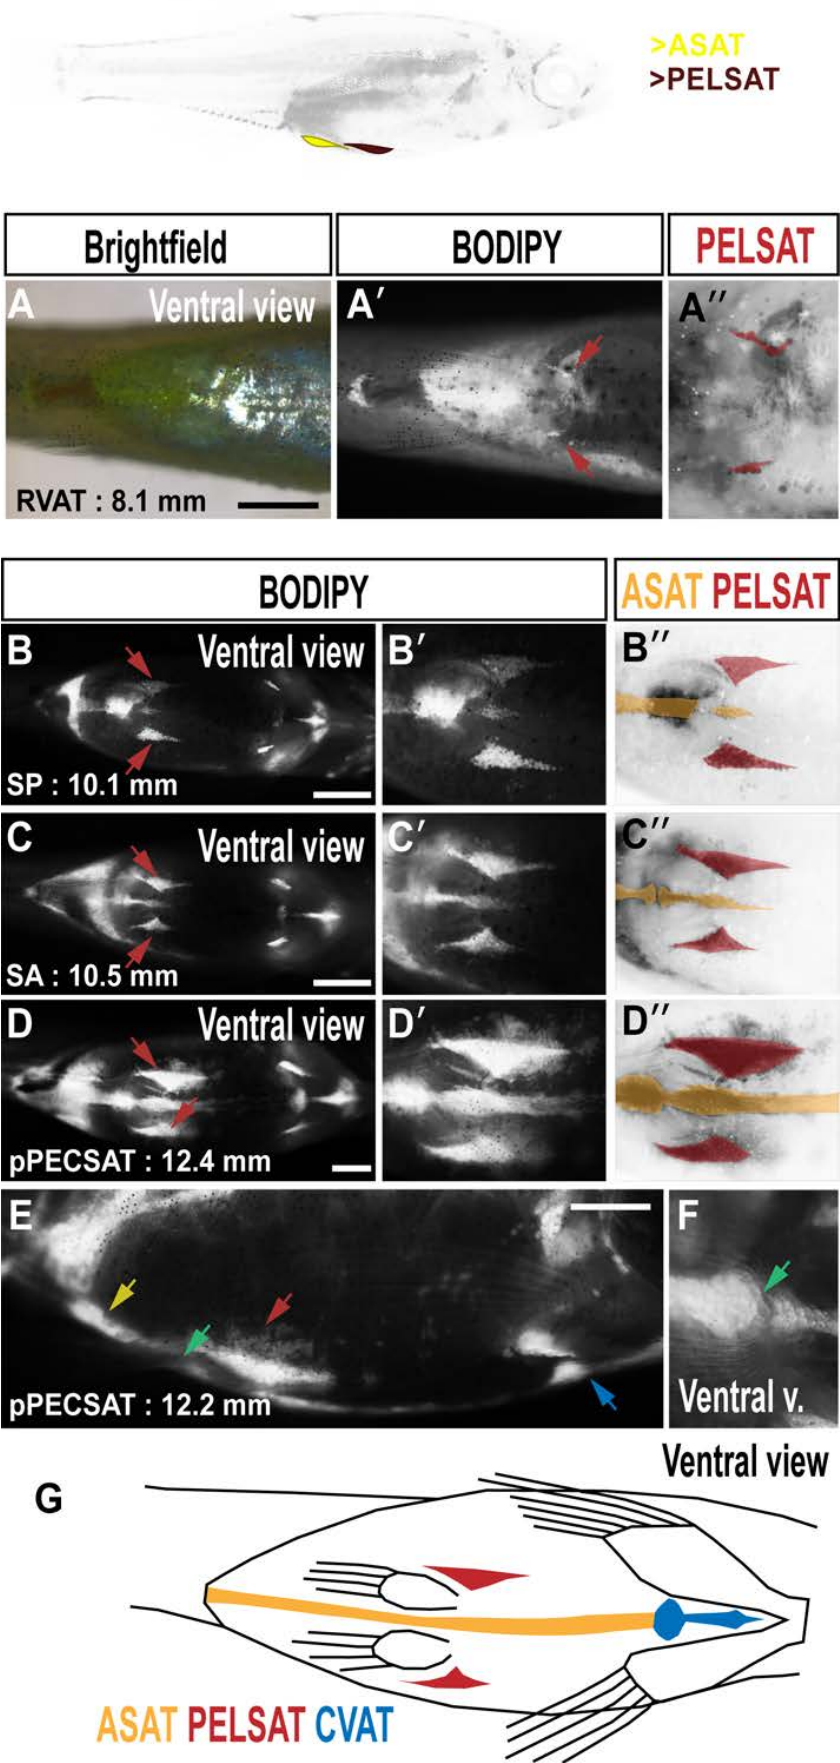 >ASAT
>PELSAT
Brightfield
BODIPY
PELSAT
A
Ventral view
A′
A″
RVAT : 8.1 mm
BODIPY
ASAT PELSAT
B
Ventral view
B′
B″
SP : 10.1 mm
C
Ventral view
C′
C″
SA : 10.5 mm
D
Ventral view
D′
D″
pPECSAT : 12.4 mm
E
F
pPECSAT : 12.2 mm
Ventral v.
Ventral view
G
ASAT PELSAT CVAT